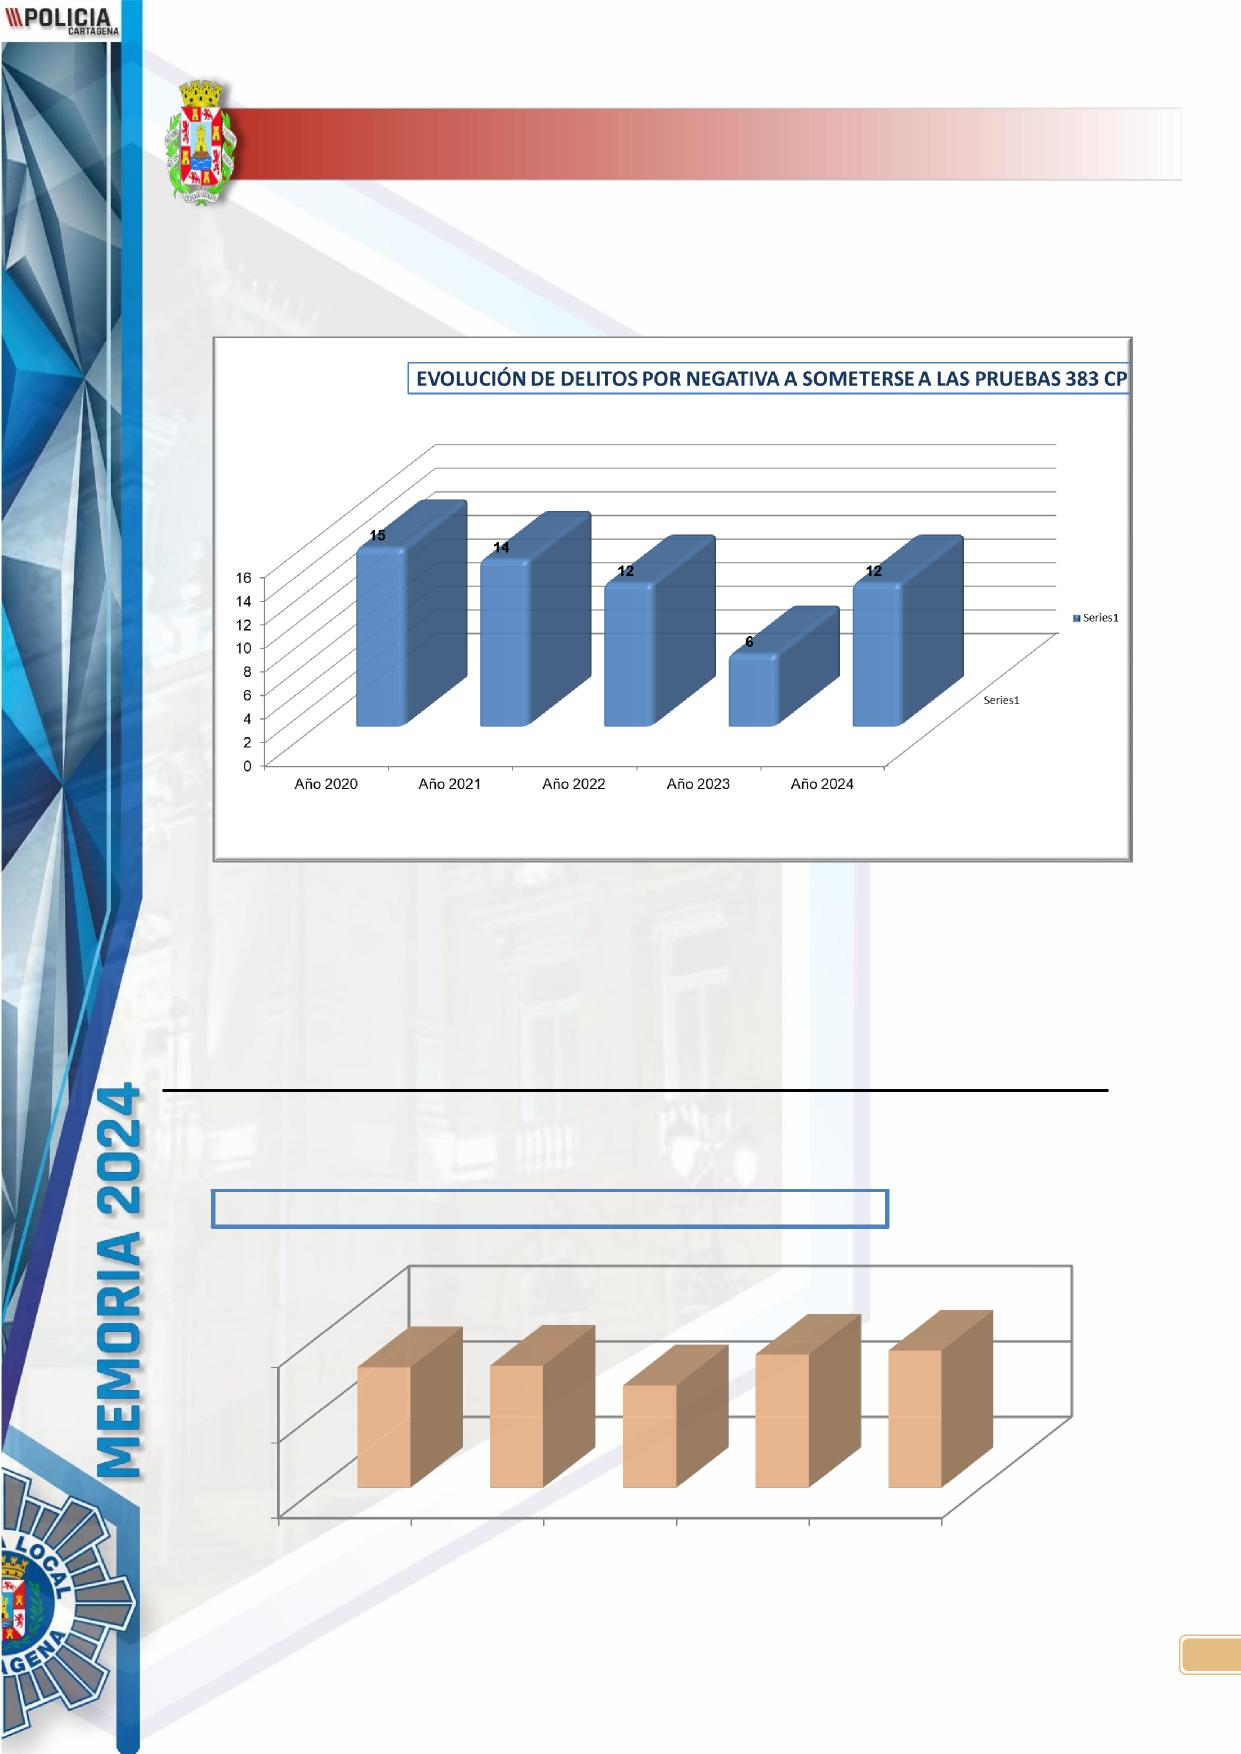 POLICIA
CARTAGENA
EVOLUCIÓN DE DELITOS POR NEGATIVA A SOMETERSE A LAS PRUEBAS 383 CP
15
14
12
6
12
16
14
12
10
8
6
4
2
0
Series1
Series1
Año 2020
Año 2021
Año 2022
Año 2023
Año 2024
MEMORIA 2024
LOCAL